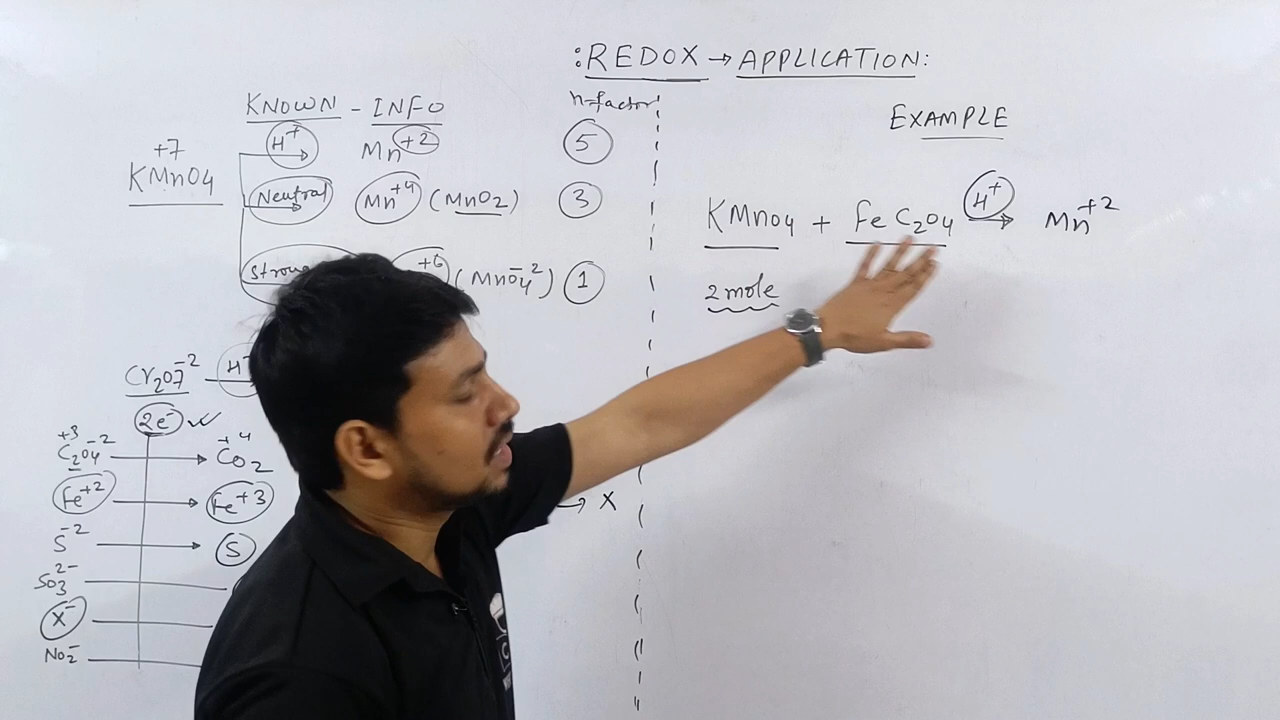 :REDOX → APPLICATION:
KNOWN - INFO
n-factor
+7
KMnO4
H+ Mn+2 5
Neutral Mn+4 (MnO2) 3
+6 (MnO4-2) 1
Cr2O7-2
2e- ✓
+3 +4
C2O4-2 → CO2
Fe+2 → Fe+3
S-2 → S
SO3 2-
X-
→ X
NO2-
EXAMPLE
KMnO4 + FeC2O4 H+ → Mn+2
2 mole